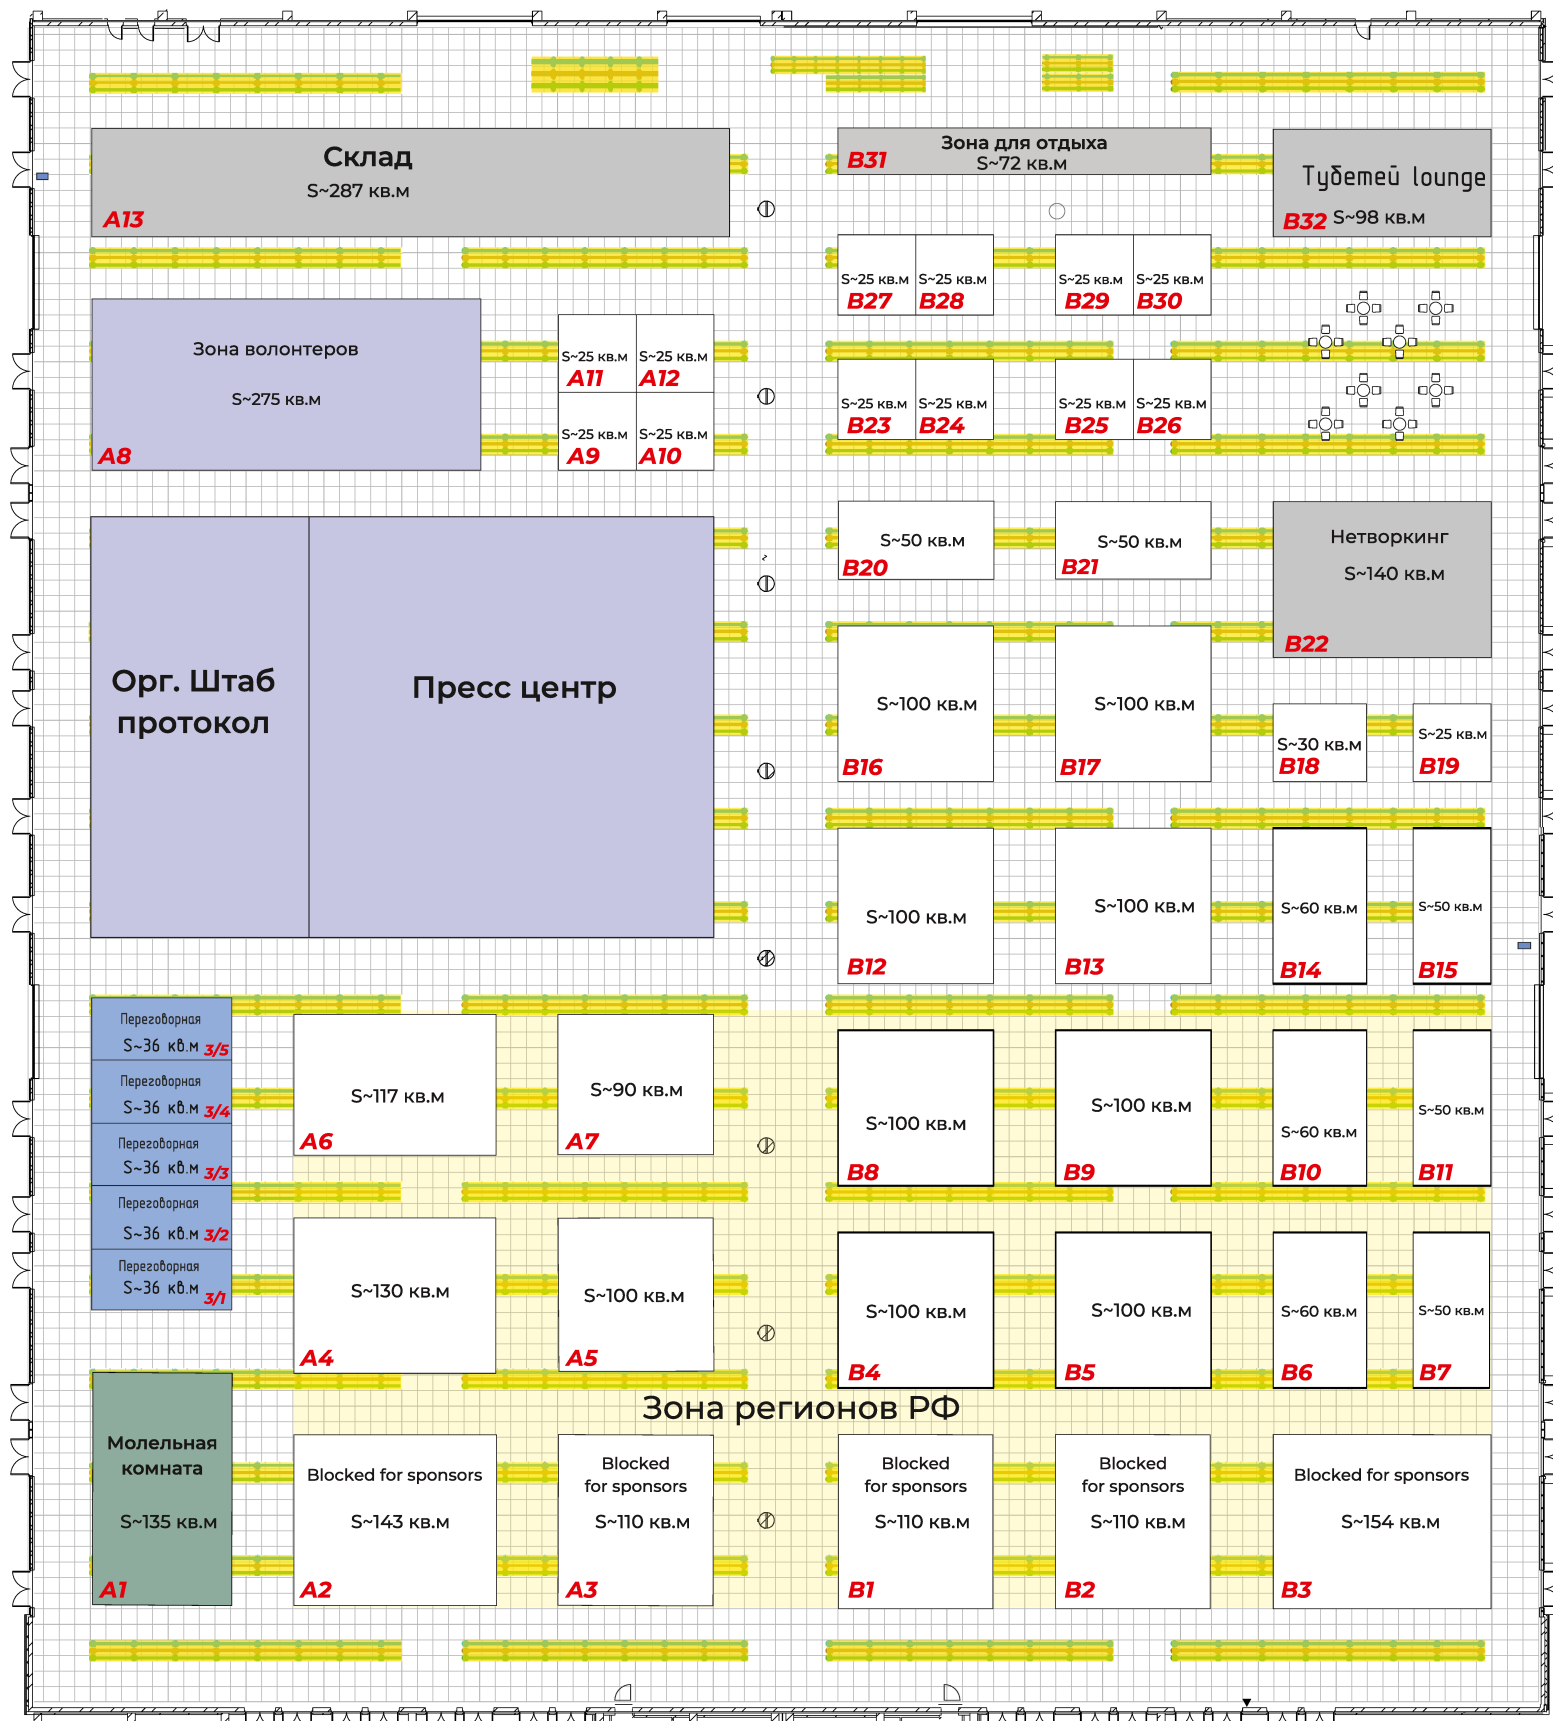 Склад
S~287 кв.м
A13
Зона для отдыха
S~72 кв.м
B31
Тубетей lounge
B32 S~98 кв.м
S~25 кв.м
B27
S~25 кв.м
B28
S~25 кв.м
B29
S~25 кв.м
B30
Зона волонтеров
S~275 кв.м
A8
S~25 кв.м
A11
S~25 кв.м
A12
S~25 кв.м
A9
S~25 кв.м
A10
S~25 кв.м
B23
S~25 кв.м
B24
S~25 кв.м
B25
S~25 кв.м
B26
S~50 кв.м
B20
S~50 кв.м
B21
Нетворкинг
S~140 кв.м
B22
Орг. Штаб
протокол
Пресс центр
S~100 кв.м
B16
S~100 кв.м
B17
S~30 кв.м
B18
S~25 кв.м
B19
S~100 кв.м
B12
S~100 кв.м
B13
S~60 кв.м
B14
S~50 кв.м
B15
Переговорная
S~36 кв.м 3/5
Переговорная
S~36 кв.м 3/4
Переговорная
S~36 кв.м 3/3
Переговорная
S~36 кв.м 3/2
Переговорная
S~36 кв.м 3/1
S~117 кв.м
A6
S~90 кв.м
A7
S~100 кв.м
B8
S~100 кв.м
B9
S~60 кв.м
B10
S~50 кв.м
B11
S~130 кв.м
A4
S~100 кв.м
A5
S~100 кв.м
B4
S~100 кв.м
B5
S~60 кв.м
B6
S~50 кв.м
B7
Зона регионов РФ
Молельная
комната
S~135 кв.м
A1
Blocked for sponsors
S~143 кв.м
A2
Blocked
for sponsors
S~110 кв.м
A3
Blocked
for sponsors
S~110 кв.м
B1
Blocked
for sponsors
S~110 кв.м
B2
Blocked for sponsors
S~154 кв.м
B3